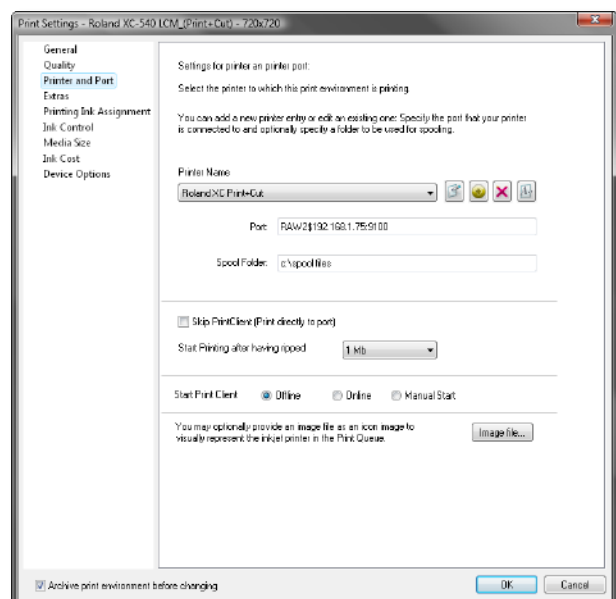 Print Settings - Roland XC-540 LCM_(Print+Cut) - 720x720
General
Quality
Printer and Port
Extras
Printing Ink Assignment
Ink Control
Media Size
Ink Cost
Device Options
Settings for printer an printer port:
Select the printer to which this print environment is printing.
You can add a new printer entry or edit an existing one: Specify the port that your printer
is connected to and optionally specify a folder to be used for spooling.
Printer Name
Roland XC Print+Cut
Port: RAW2$192.168.1.75:9100
Spool Folder: c:\spoolfiles
Skip PrintClient (Print directly to port)
Start Printing after having ripped 1 Mb
Start Print Client Offline Online Manual Start
You may optionally provide an image file as an icon image to
visually represent the inkjet printer in the Print Queue.
Image file...
Archive print environment before changing
OK Cancel